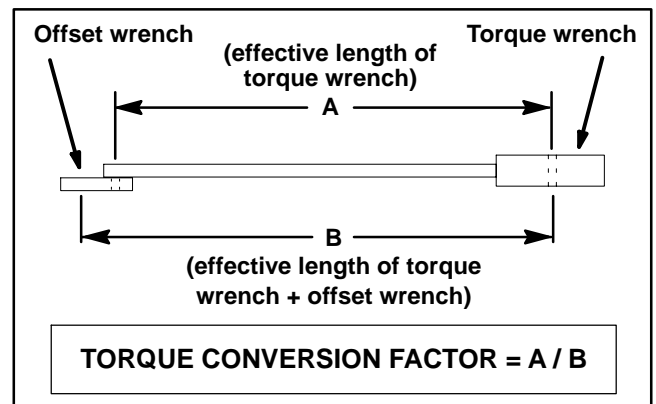 Offset wrench
Torque wrench
(effective length of
torque wrench)
A
B
(effective length of torque
wrench + offset wrench)
TORQUE CONVERSION FACTOR = A / B